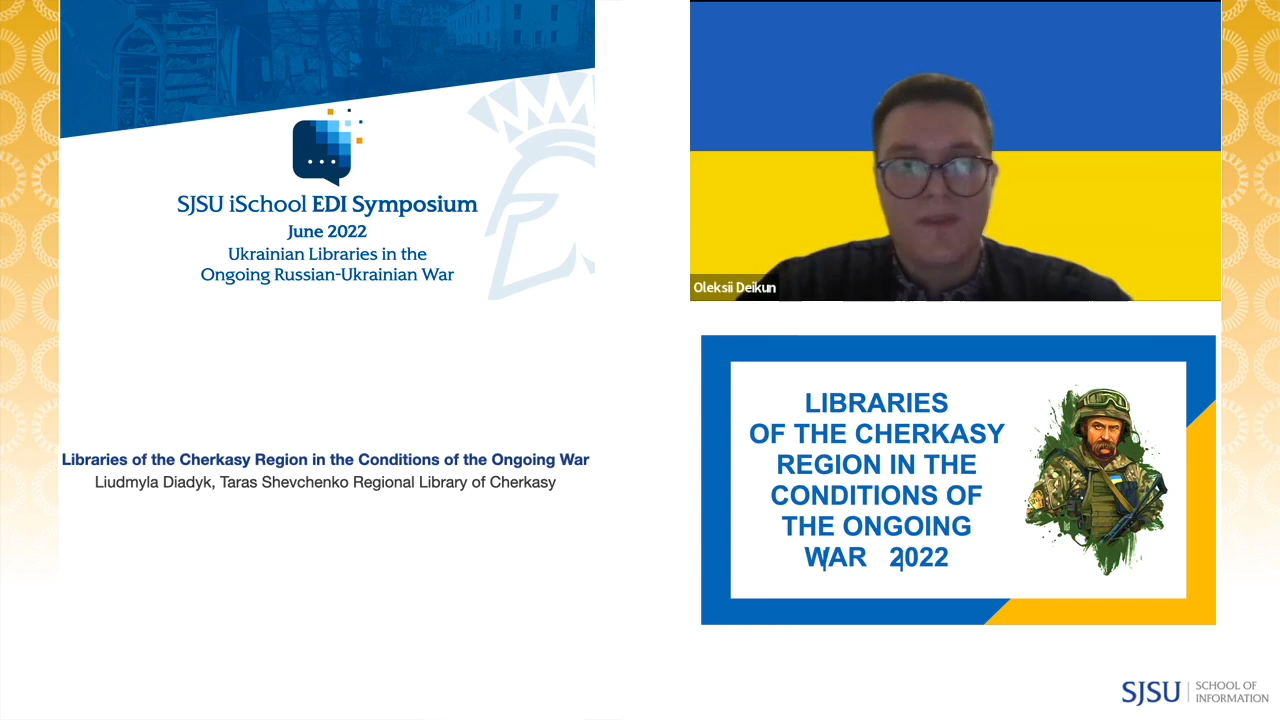 SJSU iSchool EDI Symposium
June 2022
Ukrainian Libraries in the
Ongoing Russian-Ukrainian War
Libraries of the Cherkasy Region in the Conditions of the Ongoing War
Liudmyla Diadyk, Taras Shevchenko Regional Library of Cherkasy
Oleksii Deikun
LIBRARIES
OF THE CHERKASY
REGION IN THE
CONDITIONS OF
THE ONGOING
WAR 2022
SJSU | SCHOOL OF
INFORMATION